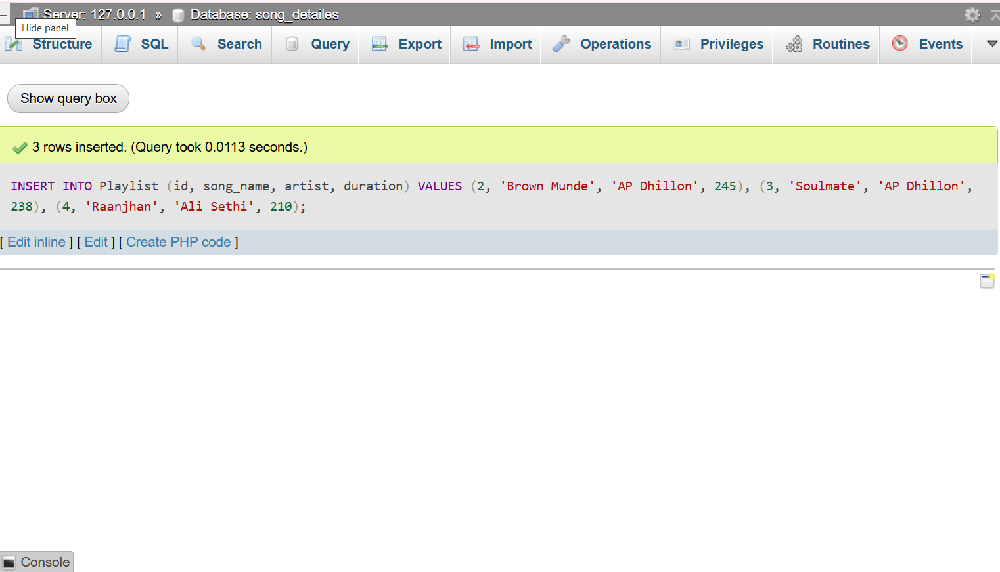 Server: 127.0.0.1 » Database: song_detailes
Hide panel
Structure SQL Search Query Export Import Operations Privileges Routines Events
Show query box
3 rows inserted. (Query took 0.0113 seconds.)
INSERT INTO Playlist (id, song_name, artist, duration) VALUES (2, 'Brown Munde', 'AP Dhillon', 245), (3, 'Soulmate', 'AP Dhillon',
238), (4, 'Raanjhan', 'Ali Sethi', 210);
[ Edit inline ] [ Edit ] [ Create PHP code ]
Console